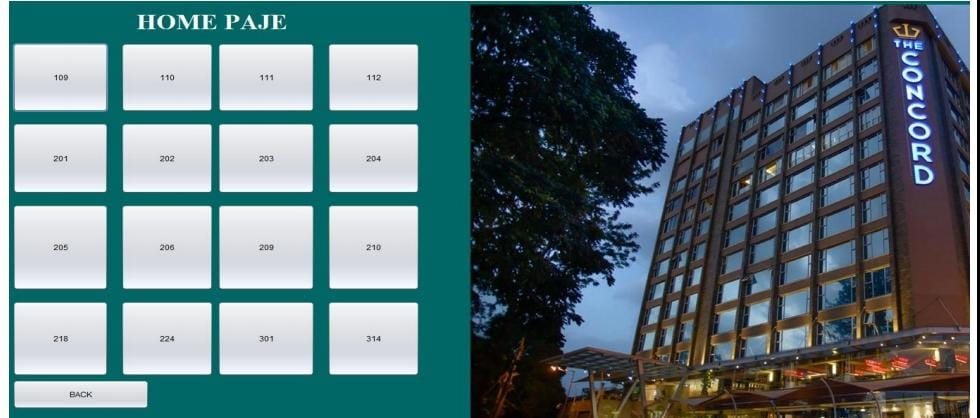 HOME PAJE
109 110 111 112
201 202 203 204
205 206 209 210
218 224 301 314
BACK
THE CONCORD